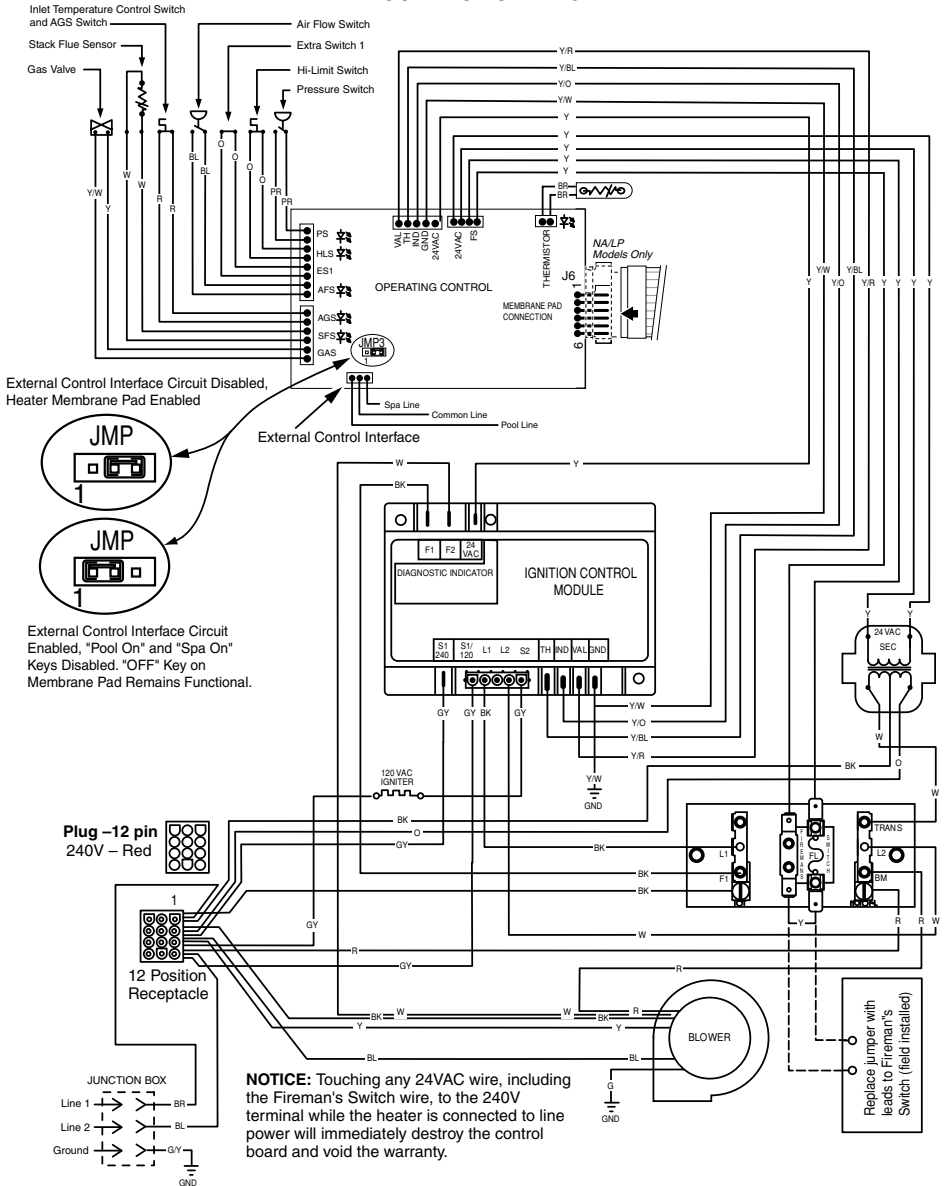 Inlet Temperature Control Switch
and AGS Switch
Stack Flue Sensor
Gas Valve
Air Flow Switch
Extra Switch 1
Hi-Limit Switch
Pressure Switch
Y/R
Y/BL
Y/O
Y/W
Y
Y
Y
Y
Y
BR
BR
Y/W
Y
W
W
R
R
BL
BL
O
O
O
O
PR
PR
PS
HLS
ES1
AFS
AGS
SFS
GAS
VAL
TH
IND
GND
24VAC
24VAC
FS
THERMISTOR
OPERATING CONTROL
NA/LP
Models Only
J6
1
6
MEMBRANE PAD
CONNECTION
JMP3
1
Y
Y/W
Y/O
Y/BL
Y/R
Y
Y
Y
Y
Spa Line
Common Line
Pool Line
External Control Interface
External Control Interface Circuit Disabled,
Heater Membrane Pad Enabled
JMP
1
JMP
1
External Control Interface Circuit
Enabled, "Pool On" and "Spa On"
Keys Disabled. "OFF" Key on
Membrane Pad Remains Functional.
W
BK
Y
F1
F2
24
VAC
DIAGNOSTIC INDICATOR
IGNITION CONTROL
MODULE
S1
240
S1/
120
L1
L2
S2
TH
IND
VAL
GND
GY
GY
BK
GY
Y/W
Y/O
Y/BL
Y/R
Y/W
GND
Y
Y
Y
Y
24 VAC
SEC
W
BK
O
W
120 VAC
IGNITER
BK
O
GY
BK
BK
BK
Plug –12 pin
240V – Red
1
12 Position
Receptacle
GY
R
GY
W
L1
F1
FIREMANS
SWITCH
FL
TRANS
L2
BM
Y
R
R
W
R
BK
W
Y
W
BK
R
Y
BL
BL
BLOWER
G
GND
Replace jumper with
leads to Fireman"s
Switch (field installed)
JUNCTION BOX
Line 1
BR
Line 2
BL
Ground
G/Y
GND
NOTICE: Touching any 24VAC wire, including
the Fireman's Switch wire, to the 240V
terminal while the heater is connected to line
power will immediately destroy the control
board and void the warranty.